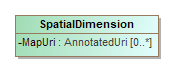 SpatialDimension
-MapUri : AnnotatedUri [0..*]